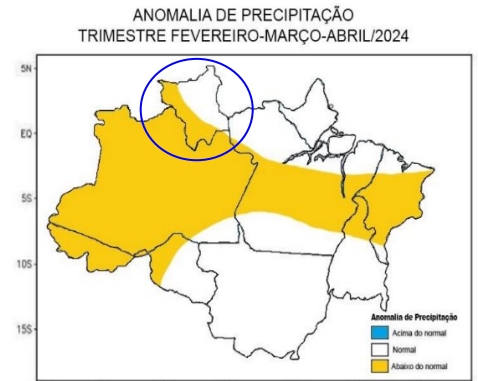 ANOMALIA DE PRECIPITAÇÃO
TRIMESTRE FEVEREIRO-MARÇO-ABRIL/2024
5N
EQ
5S
10S
15S
Anomalia de Precipitação
Acima do normal
Normal
Abaixo do normal